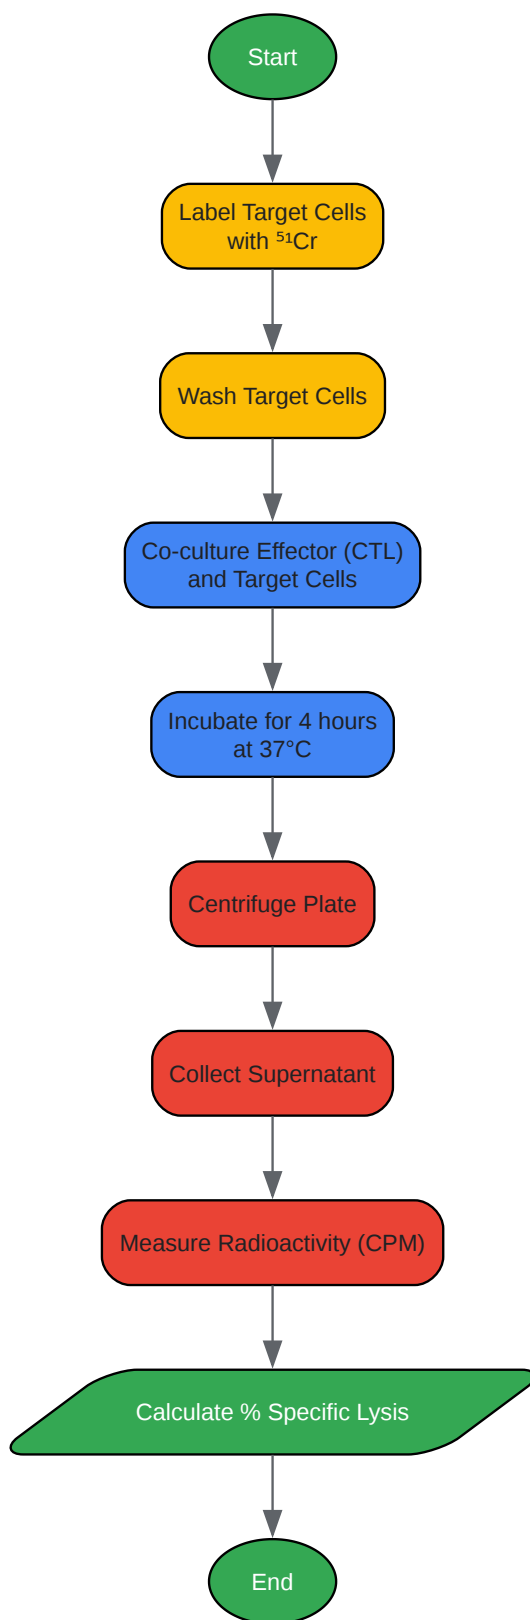 Start
Label Target Cells
with ⁵¹Cr
Wash Target Cells
Co-culture Effector (CTL)
and Target Cells
Incubate for 4 hours
at 37°C
Centrifuge Plate
Collect Supernatant
Measure Radioactivity (CPM)
Calculate % Specific Lysis
End